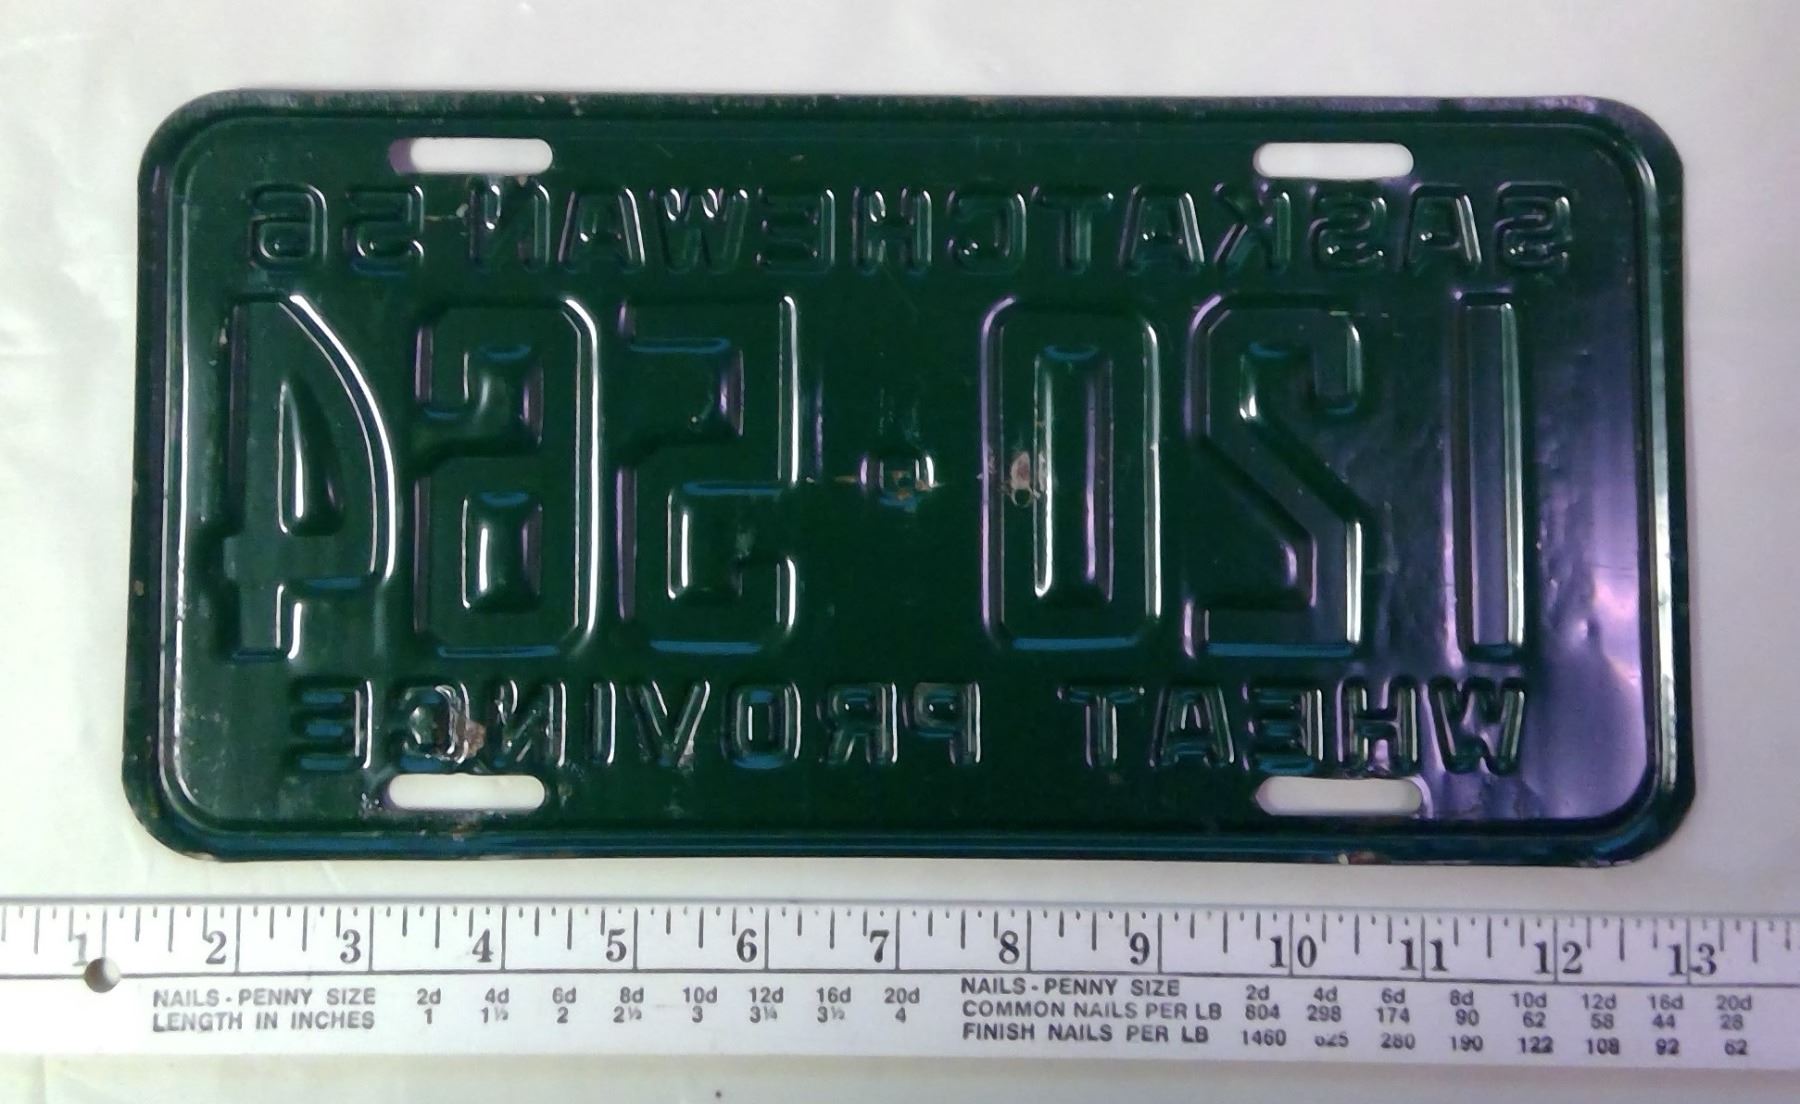 SASKATCHEWAN 56
120-564
WHEAT PROVINCE
1 2 3 4 5 6 7 8 9 10 11 12 13
NAILS - PENNY SIZE 2d 4d 6d 8d 10d 12d 16d 20d
LENGTH IN INCHES 1 1½ 2 2½ 3 3¼ 3½ 4
NAILS - PENNY SIZE 2d 4d 6d 8d 10d 12d 16d 20d
COMMON NAILS PER LB 804 298 174 90 62 58 44 28
FINISH NAILS PER LB 1460 625 280 190 122 108 92 62